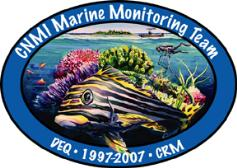 CNMI Marine Monitoring Team
DEQ • 1997-2007 • CRM